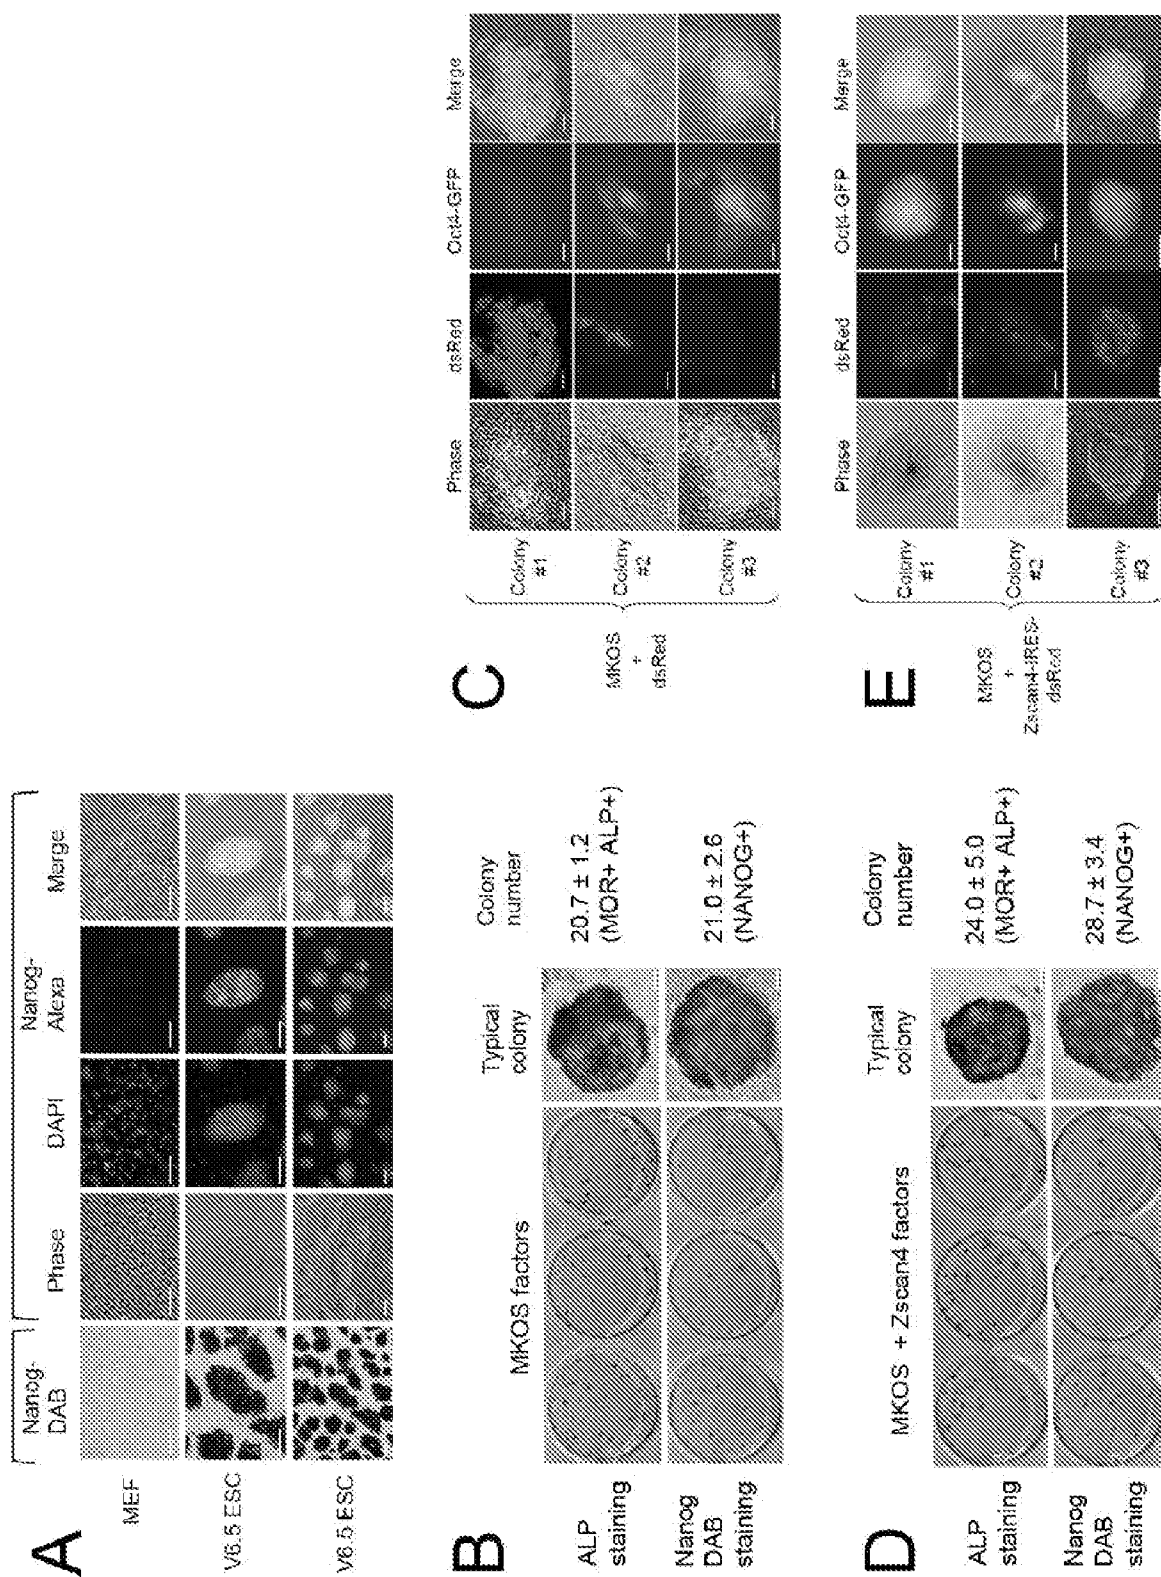 A
Nanog-
DAB
Nanog-
Alexa
Phase
DAPI
Merge
MEF
V6.5 ESC
V6.5 ESC
B
MKOS factors
Typical
colony
Colony
number
ALP
staining
20.7 ± 1.2
(MOR+ ALP+)
Nanog
DAB
staining
21.0 ± 2.6
(NANOG+)
C
Phase
dsRed
Oct4-GFP
Merge
MKOS
+
dsRed
Colony
#1
Colony
#2
Colony
#3
D
MKOS + Zscan4 factors
Typical
colony
Colony
number
ALP
staining
24.0 ± 5.0
(MOR+ ALP+)
Nanog
DAB
staining
28.7 ± 3.4
(NANOG+)
E
Phase
dsRed
Oct4-GFP
Merge
MKOS
+
Zscan4-IRES-
dsRed
Colony
#1
Colony
#2
Colony
#3